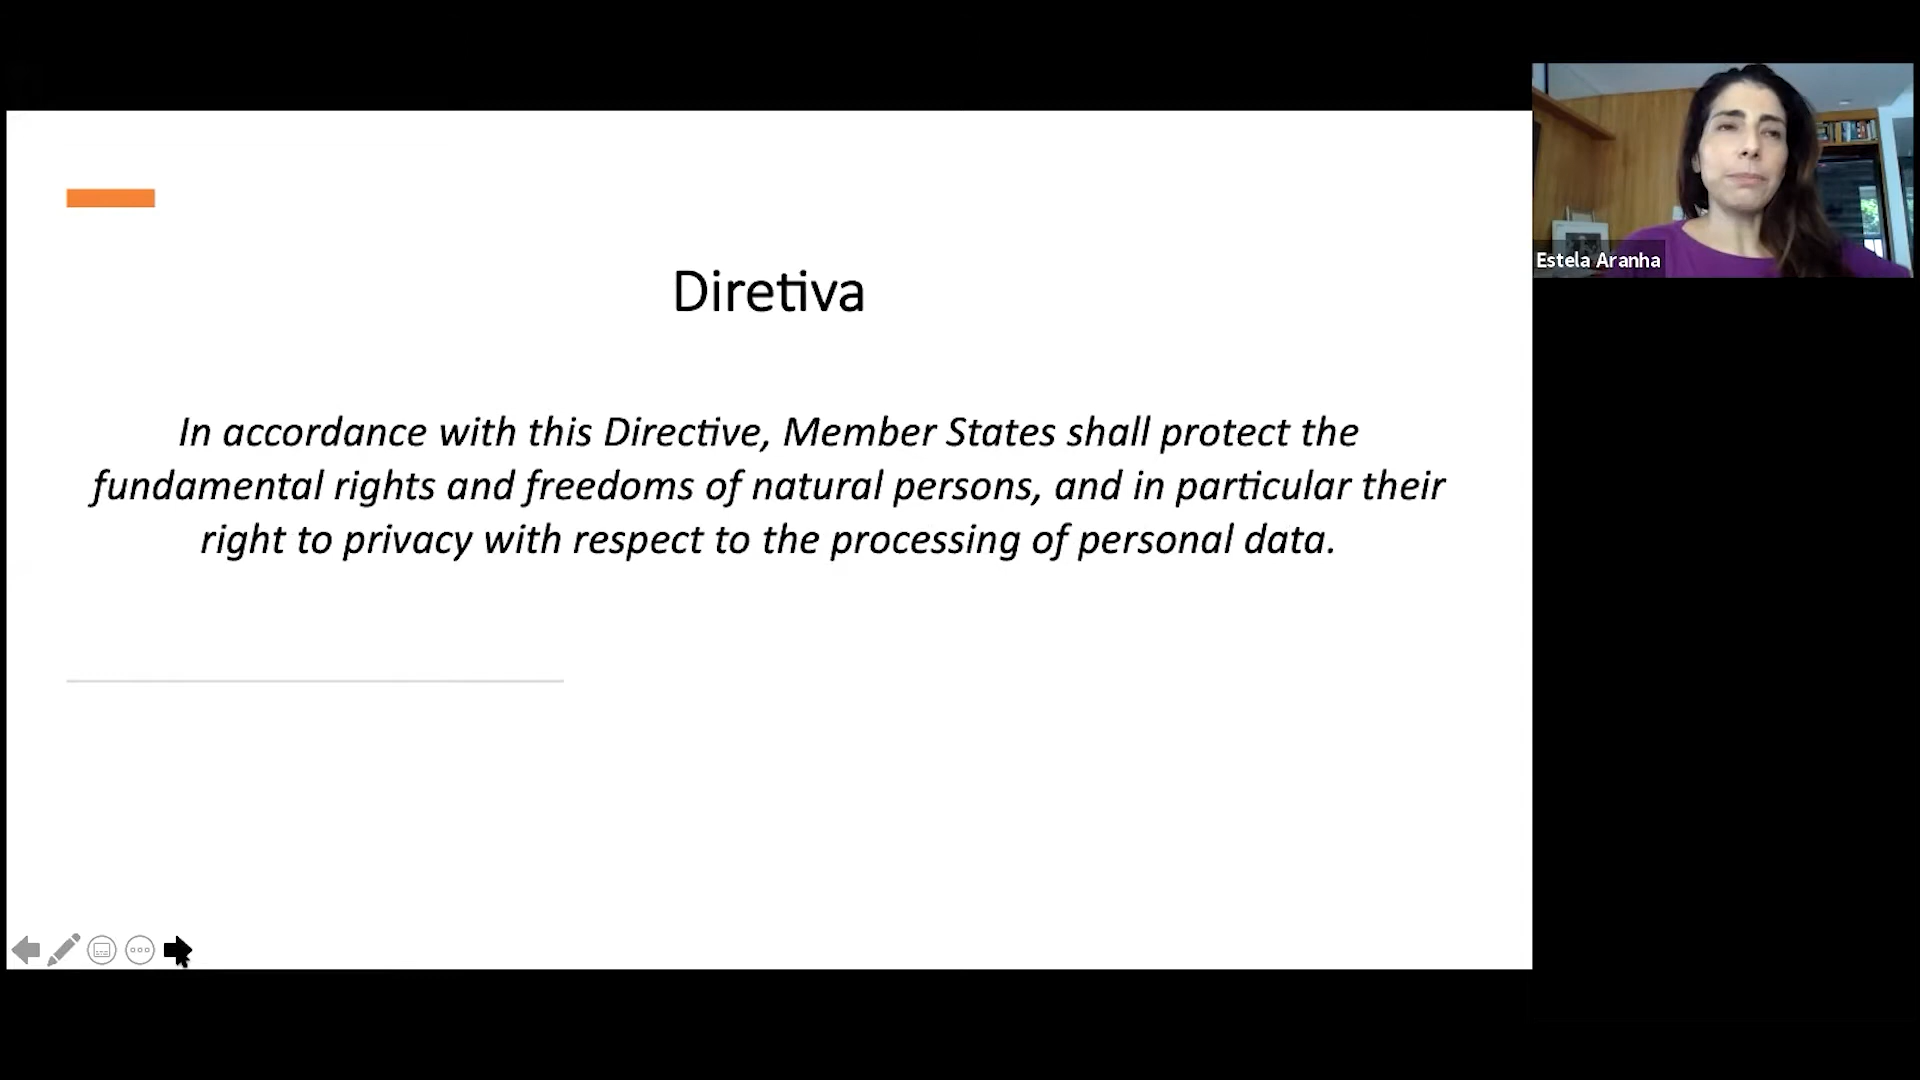 Diretiva
In accordance with this Directive, Member States shall protect the
fundamental rights and freedoms of natural persons, and in particular their
right to privacy with respect to the processing of personal data.
Estela Aranha